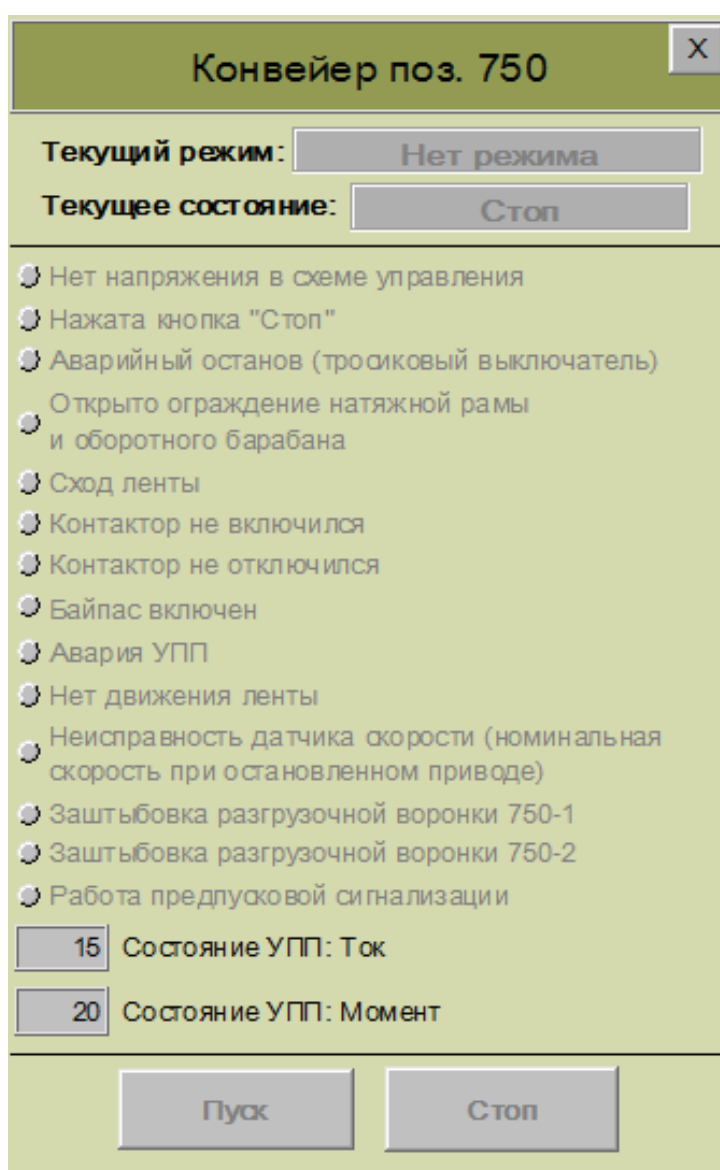 Конвейер поз. 750
X
Текущий режим: Нет режима
Текущее состояние: Стоп
Нет напряжения в схеме управления
Нажата кнопка "Стоп"
Аварийный останов (тросиковый выключатель)
Открыто ограждение натяжной рамы
и оборотного барабана
Сход ленты
Контактор не включился
Контактор не отключился
Байпас включен
Авария УПП
Нет движения ленты
Неисправность датчика скорости (номинальная
скорость при остановленном приводе)
Заштыбовка разгрузочной воронки 750-1
Заштыбовка разгрузочной воронки 750-2
Работа предпусковой сигнализации
15 Состояние УПП: Ток
20 Состояние УПП: Момент
Пуск Стоп